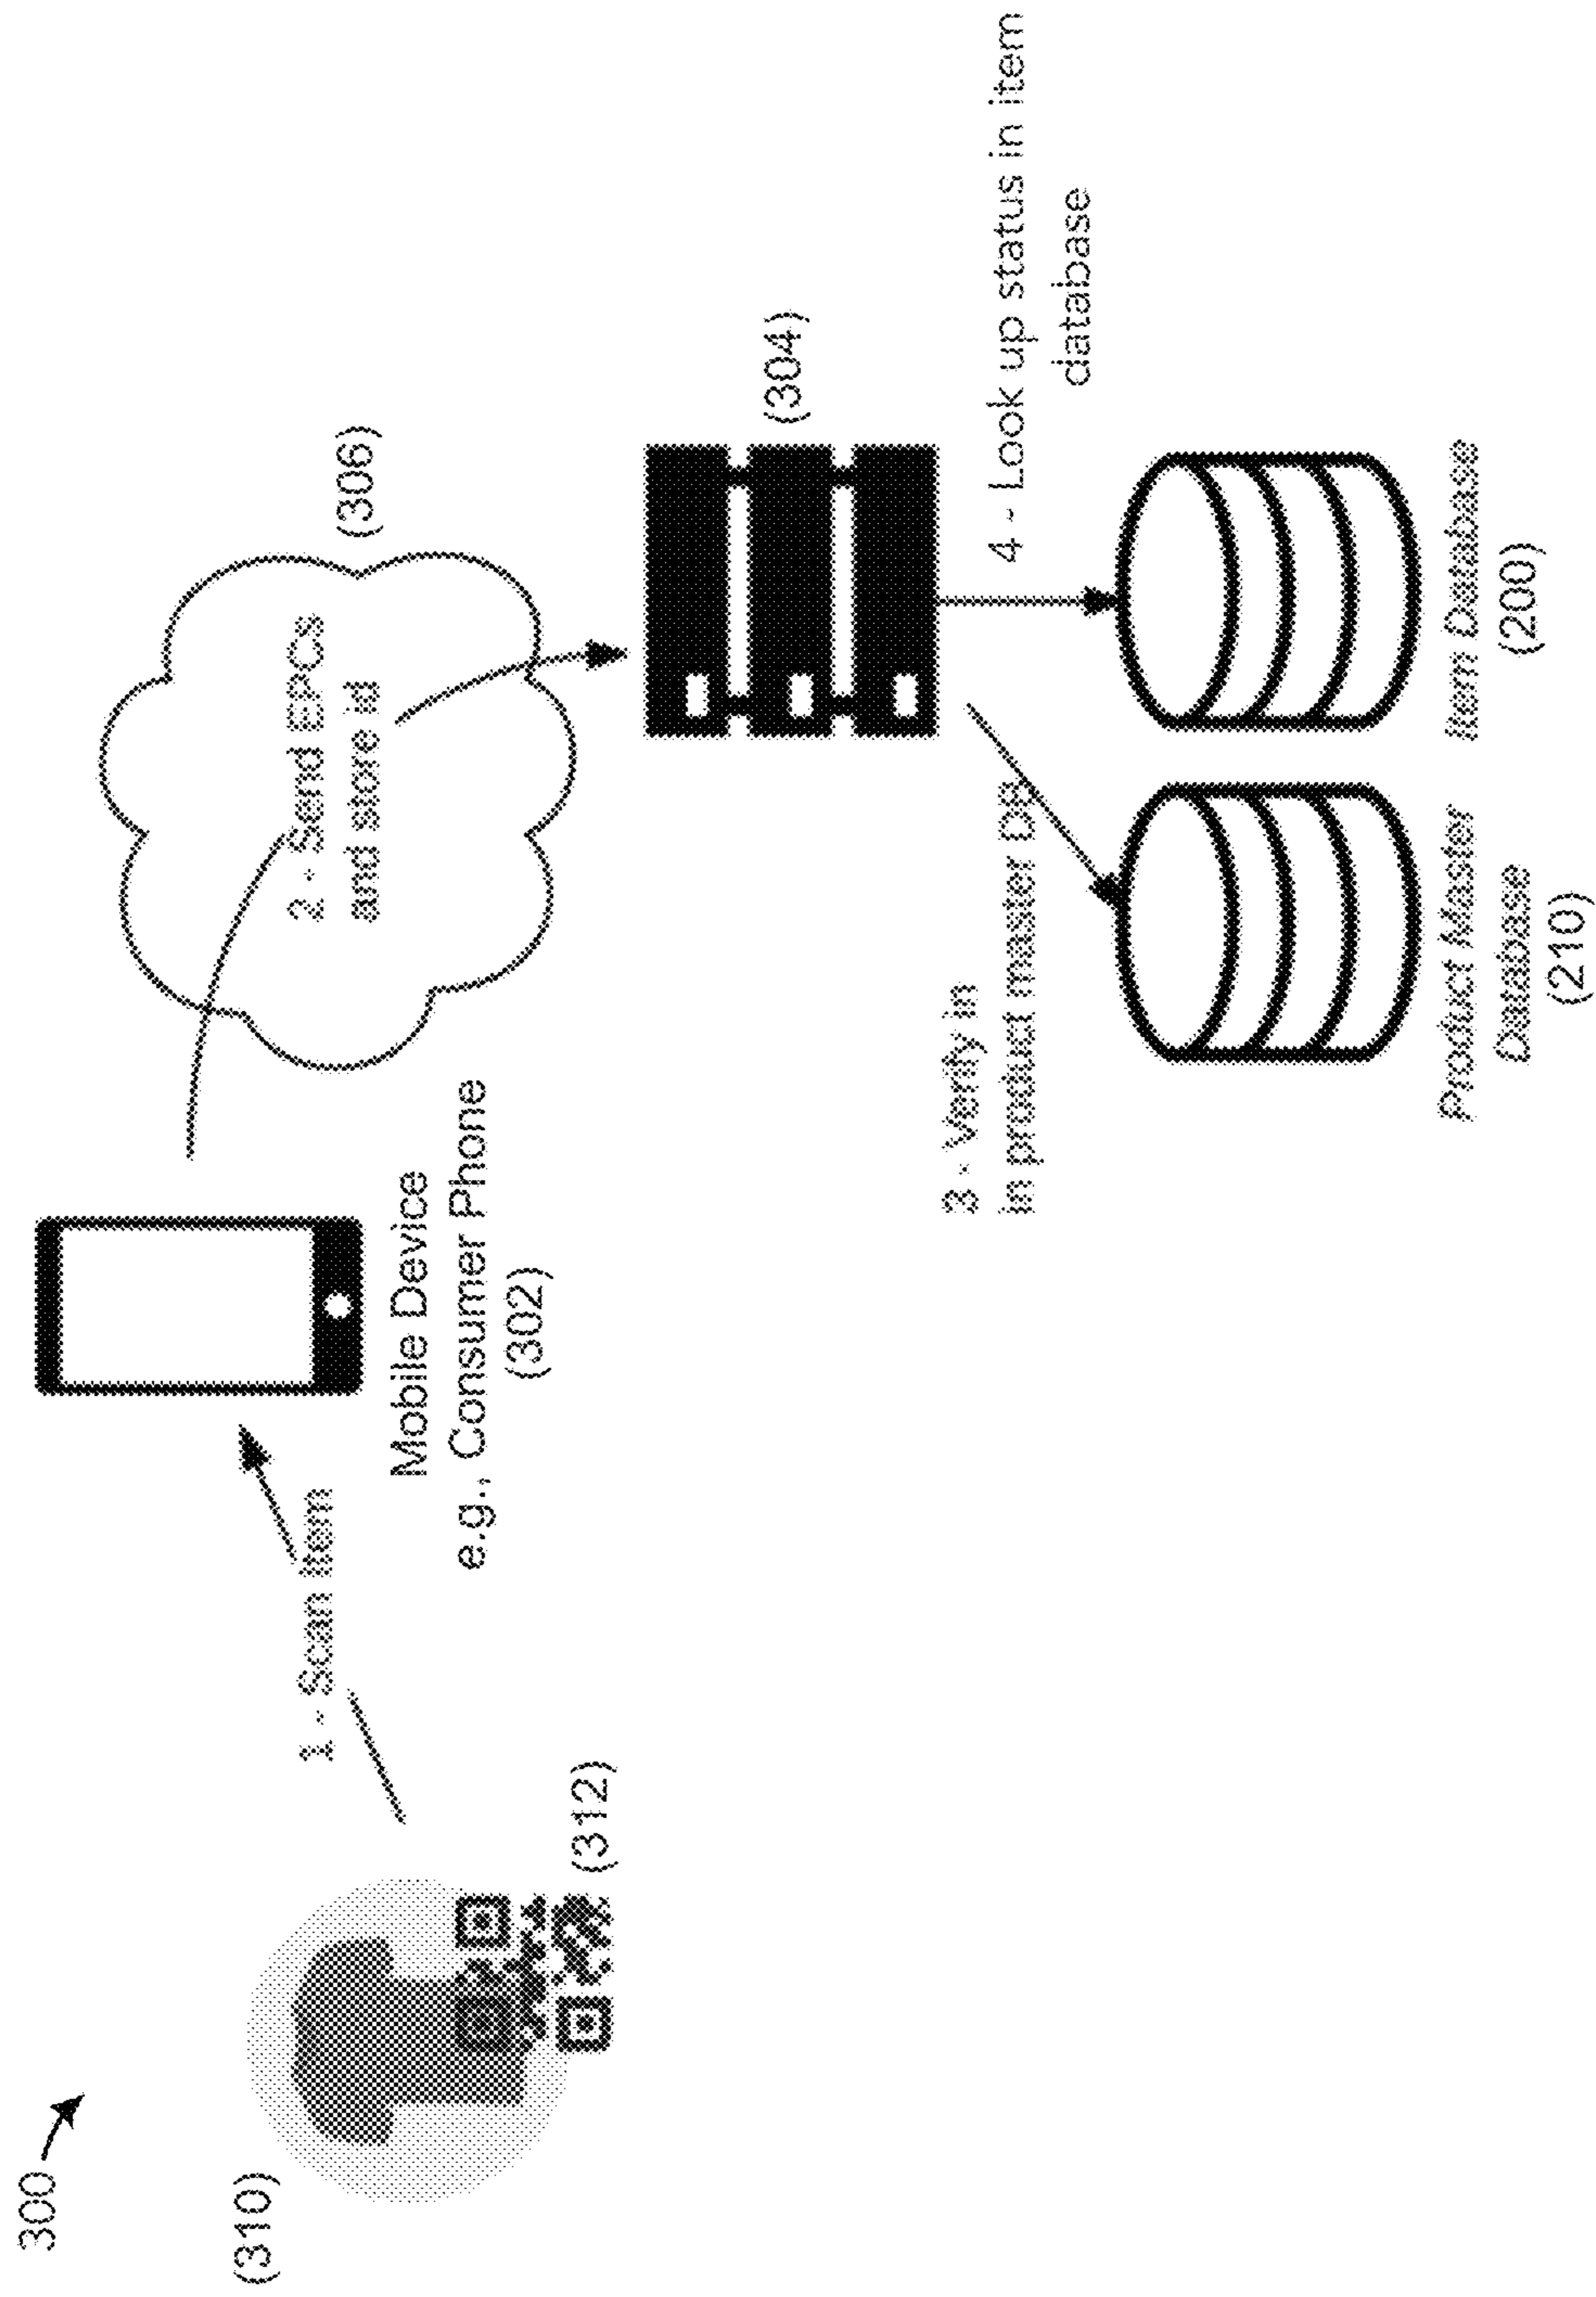 300
(310)
(312)
1 - Scan Item
Mobile Device
e.g., Consumer Phone
(302)
2 - Send EPCs
and store id
(306)
(304)
3 - Verify in
in product master DB
4 - Look up status in item
database
Product Master
Database
(210)
Item Database
(200)